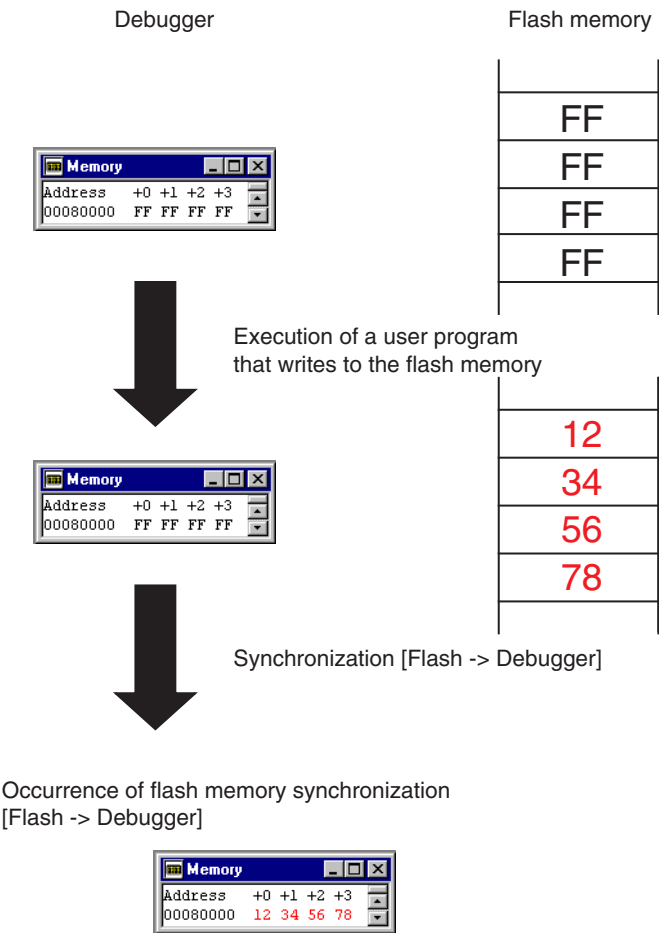 Debugger
Flash memory
FF
FF
FF
FF
Memory
Address +0 +1 +2 +3
00080000 FF FF FF FF
Execution of a user program
that writes to the flash memory
12
34
56
78
Memory
Address +0 +1 +2 +3
00080000 FF FF FF FF
Synchronization [Flash -> Debugger]
Occurrence of flash memory synchronization
[Flash -> Debugger]
Memory
Address +0 +1 +2 +3
00080000 12 34 56 78